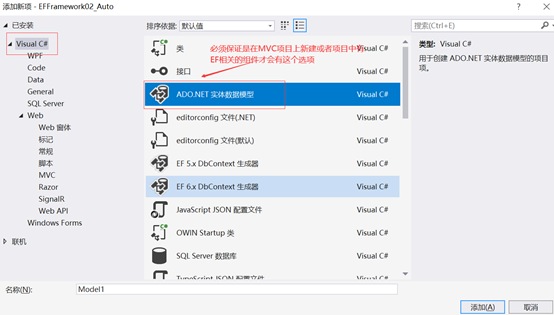 添加新项 - EFFramework02_Auto
? ×
已安装
Visual C#
WPF
Code
Data
General
SQL Server
Web
Web 窗体
标记
常规
脚本
MVC
Razor
SignalR
Web API
Windows Forms
联机
排序依据: 默认值
类 Visual C#
必须保证是在MVC项目上新建或者项目中有
EF相关的组件才会有这个选项
接口 Visual C#
ADO.NET 实体数据模型 Visual C#
editorconfig 文件(.NET) Visual C#
editorconfig 文件(默认) Visual C#
EF 5.x DbContext 生成器 Visual C#
EF 6.x DbContext 生成器 Visual C#
JavaScript JSON 配置文件 Visual C#
OWIN Startup 类 Visual C#
SQL Server 数据库 Visual C#
TypeScript JSON 配置文件 Visual C#
搜索(Ctrl+E)
类型: Visual C#
用于创建 ADO.NET 实体数据模型的项目
项。
名称(N): Model1
添加(A) 取消